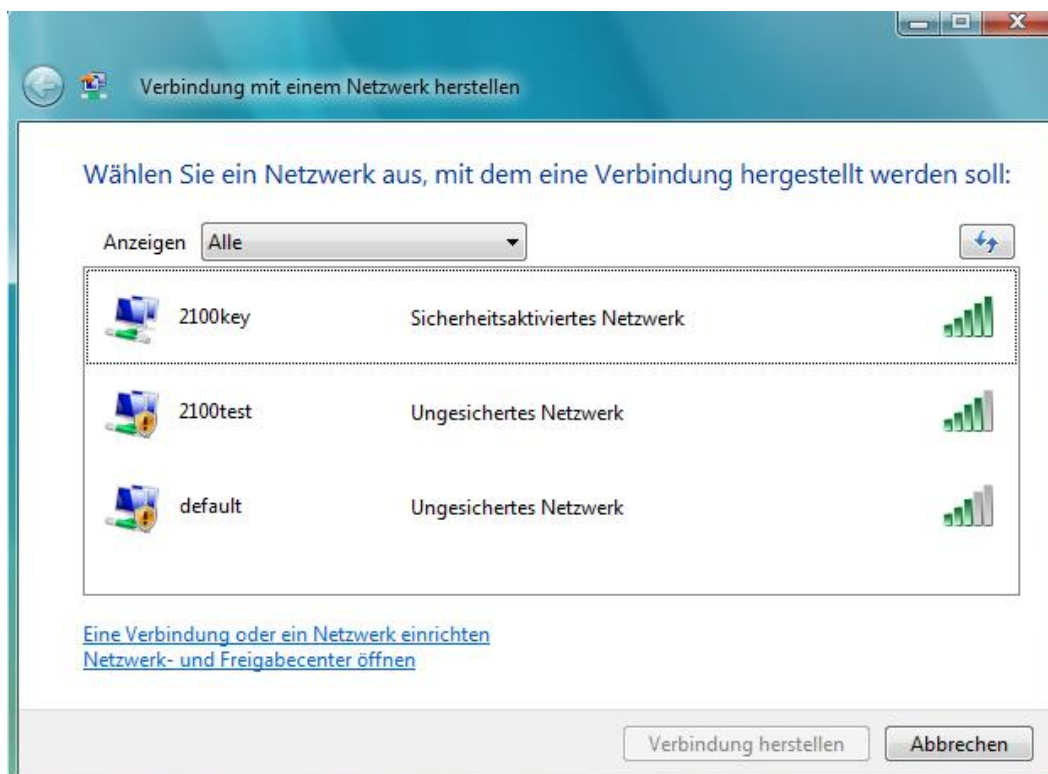 Verbindung mit einem Netzwerk herstellen
Wählen Sie ein Netzwerk aus, mit dem eine Verbindung hergestellt werden soll:
Anzeigen Alle
2100key Sicherheitsaktiviertes Netzwerk
2100test Ungesichertes Netzwerk
default Ungesichertes Netzwerk
Eine Verbindung oder ein Netzwerk einrichten
Netzwerk- und Freigabecenter öffnen
Verbindung herstellen Abbrechen